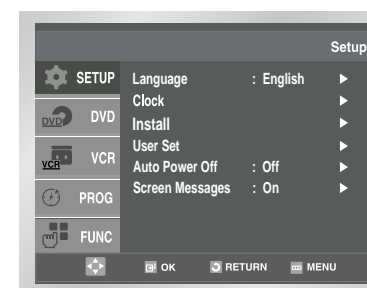 Setup
SETUP
DVD DVD
VCR VCR
PROG
FUNC
Language : English
Clock
Install
User Set
Auto Power Off : Off
Screen Messages : On
OK RETURN MENU